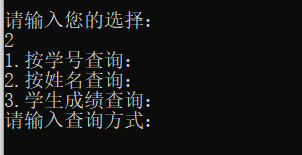 请输入您的选择：
2
1.按学号查询：
2.按姓名查询：
3.学生成绩查询：
请输入查询方式：